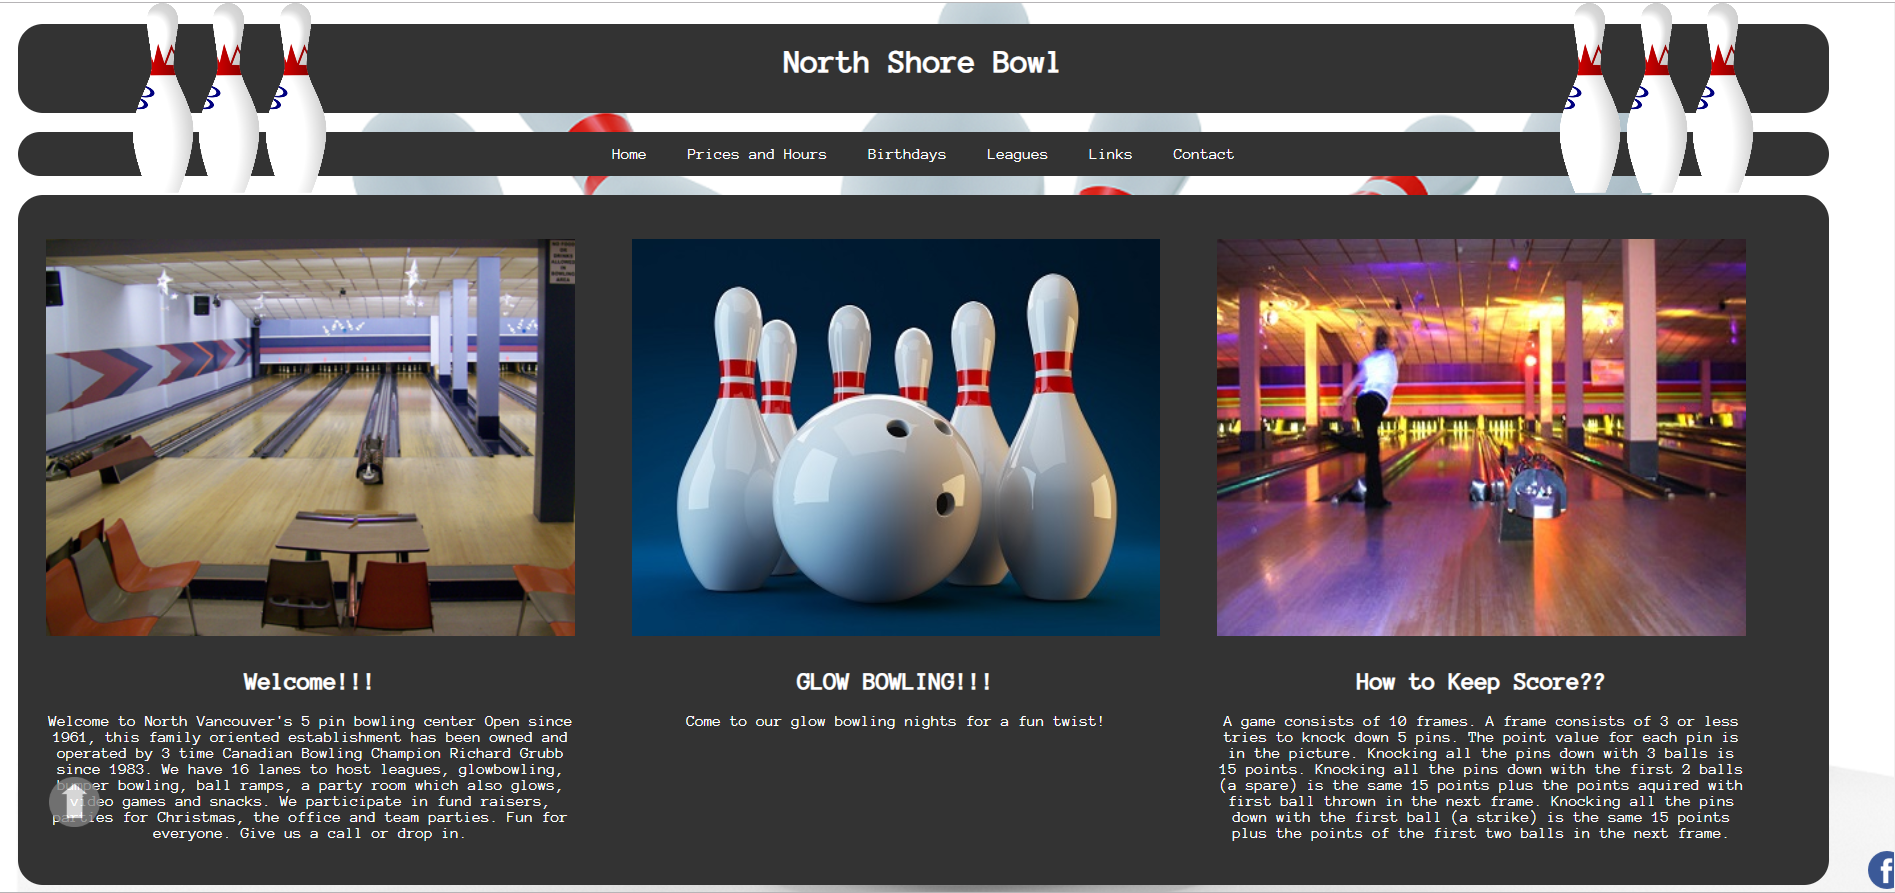 North Shore Bowl
Home Prices and Hours Birthdays Leagues Links Contact
Welcome!!!
Welcome to North Vancouver's 5 pin bowling center Open since
1961, this family oriented establishment has been owned and
operated by 3 time Canadian Bowling Champion Richard Grubb
since 1983. We have 16 lanes to host leagues, glowbowling,
bumper bowling, ball ramps, a party room which also glows,
video games and snacks. We participate in fund raisers,
parties for Christmas, the office and team parties. Fun for
everyone. Give us a call or drop in.
GLOW BOWLING!!!
Come to our glow bowling nights for a fun twist!
How to Keep Score??
A game consists of 10 frames. A frame consists of 3 or less
tries to knock down 5 pins. The point value for each pin is
in the picture. Knocking all the pins down with 3 balls is
15 points. Knocking all the pins down with the first 2 balls
(a spare) is the same 15 points plus the points aquired with
first ball thrown in the next frame. Knocking all the pins
down with the first ball (a strike) is the same 15 points
plus the points of the first two balls in the next frame.